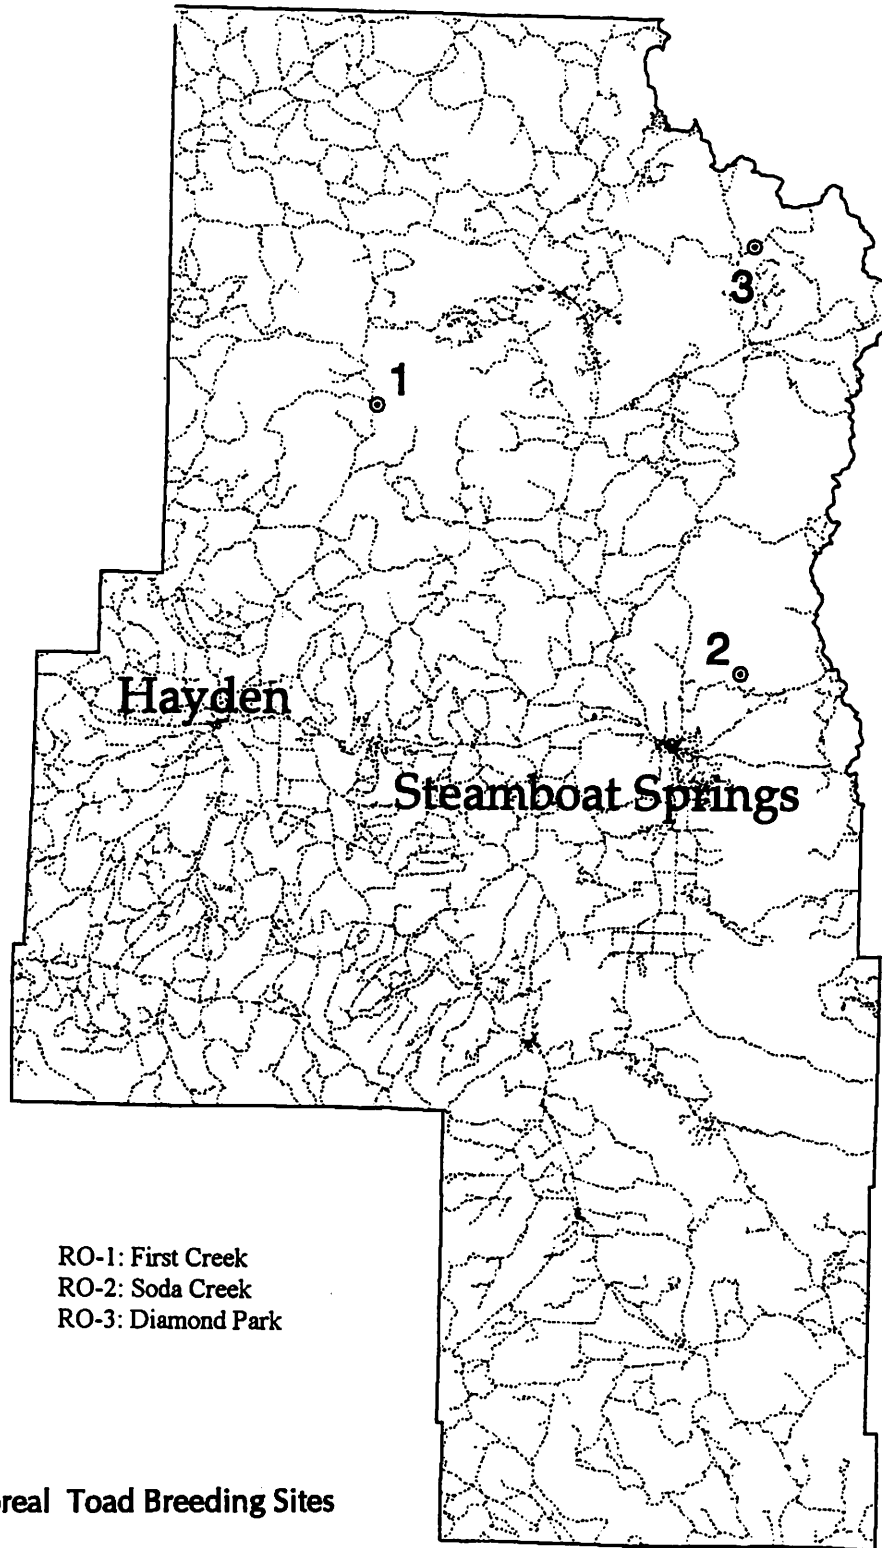 3
1
2
Hayden
Steamboat Springs
RO-1: First Creek
RO-2: Soda Creek
RO-3: Diamond Park
real Toad Breeding Sites